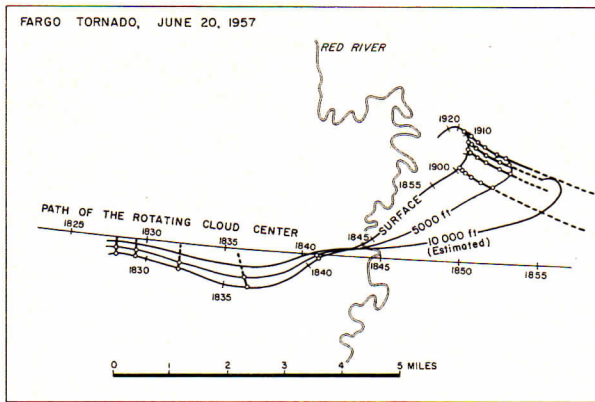 FARGO TORNADO, JUNE 20, 1957
RED RIVER
1920
1910
1900
1855
SURFACE
5000 ft
10 000 ft
(Estimated)
PATH OF THE ROTATING CLOUD CENTER
1825
1830
1835
1840
1845
1830
1835
1840
1845
1850
1855
0 1 2 3 4 5 MILES